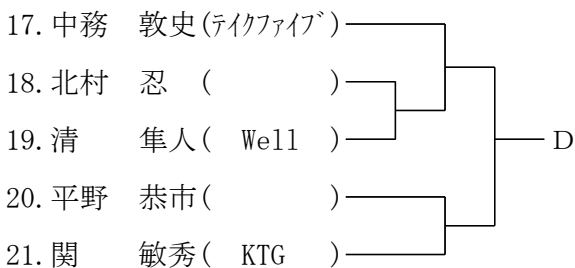 17.中務　敦史(ﾃｲｸﾌｧｲﾌﾞ)
18.北村　忍　(　　　　)
19.清　　隼人(　Well　)
20.平野　恭市(　　　　)
21.関　　敏秀(　KTG　)
D